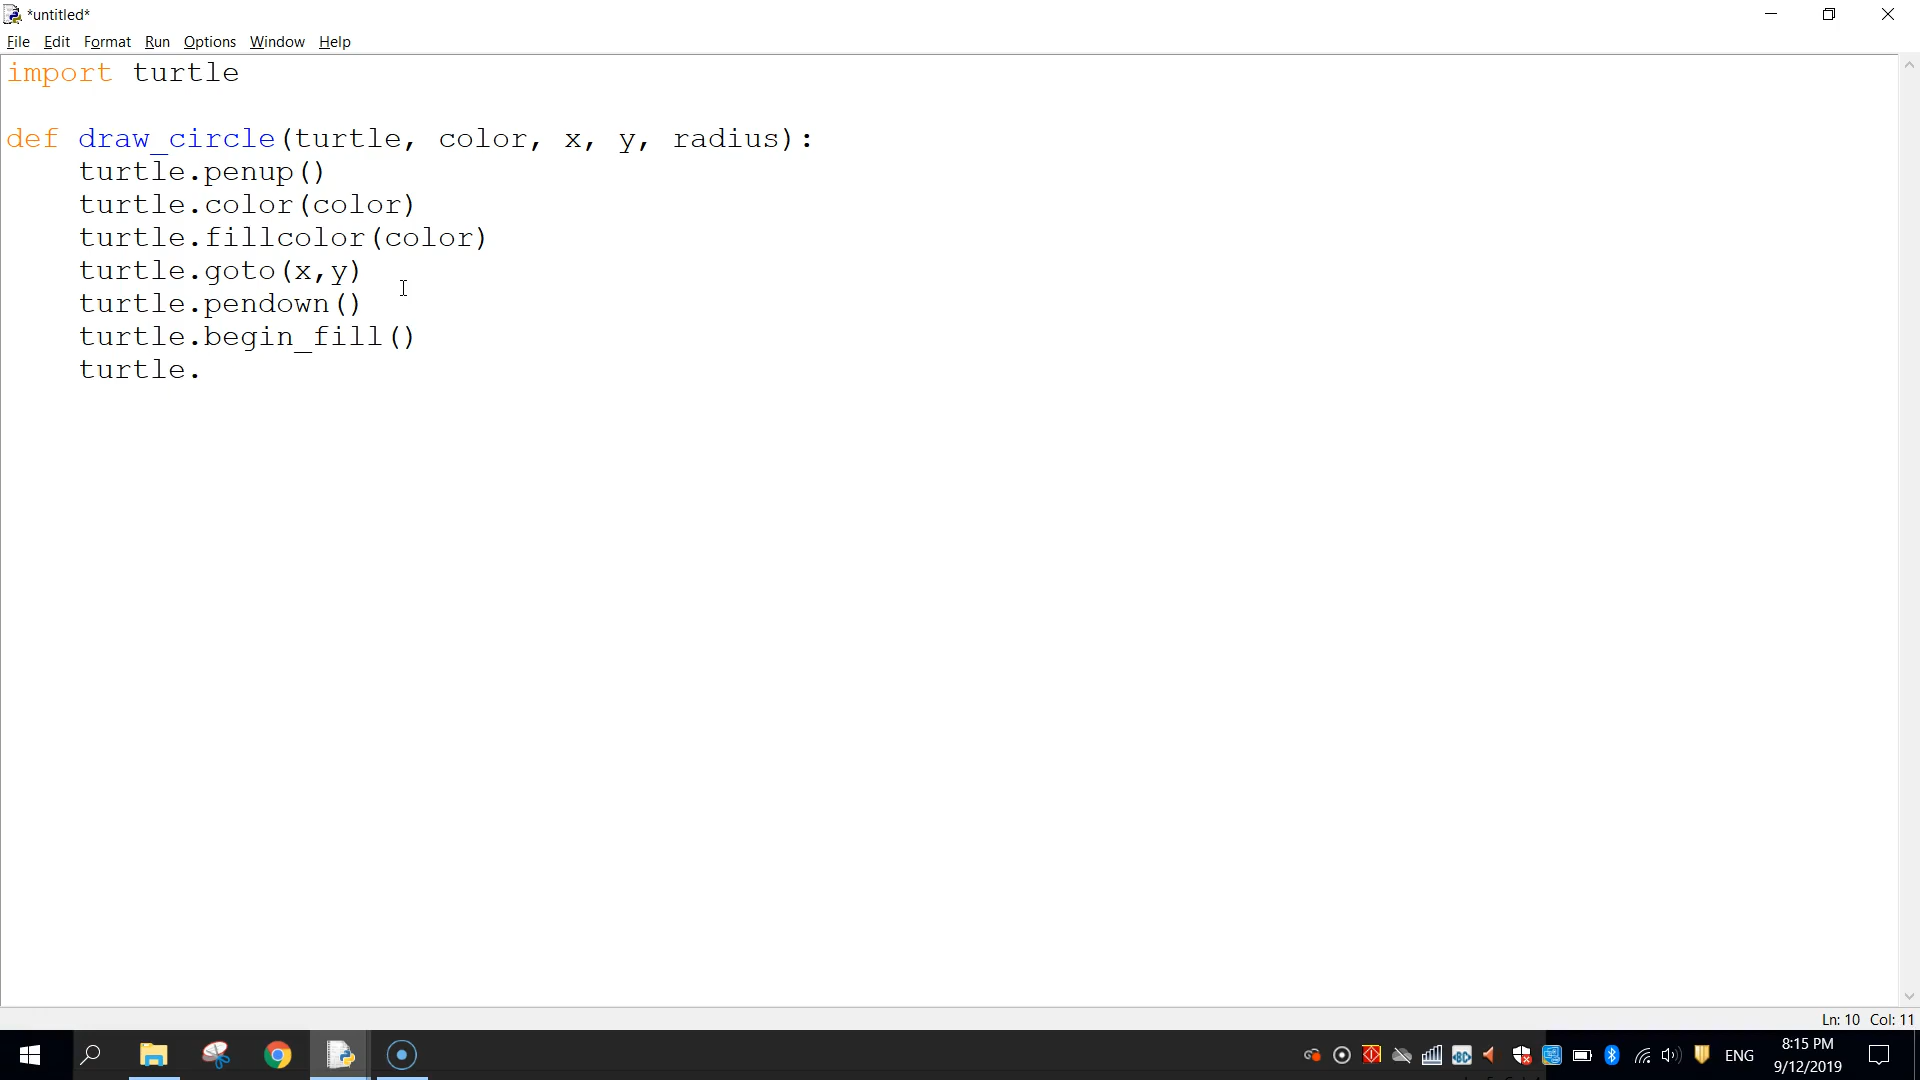 *untitled*
File Edit Format Run Options Window Help
import turtle
def draw_circle(turtle, color, x, y, radius):
    turtle.penup()
    turtle.color(color)
    turtle.fillcolor(color)
    turtle.goto(x,y)
    turtle.pendown()
    turtle.begin_fill()
    turtle.
Ln: 10 Col: 11
ENG
8:15 PM
9/12/2019